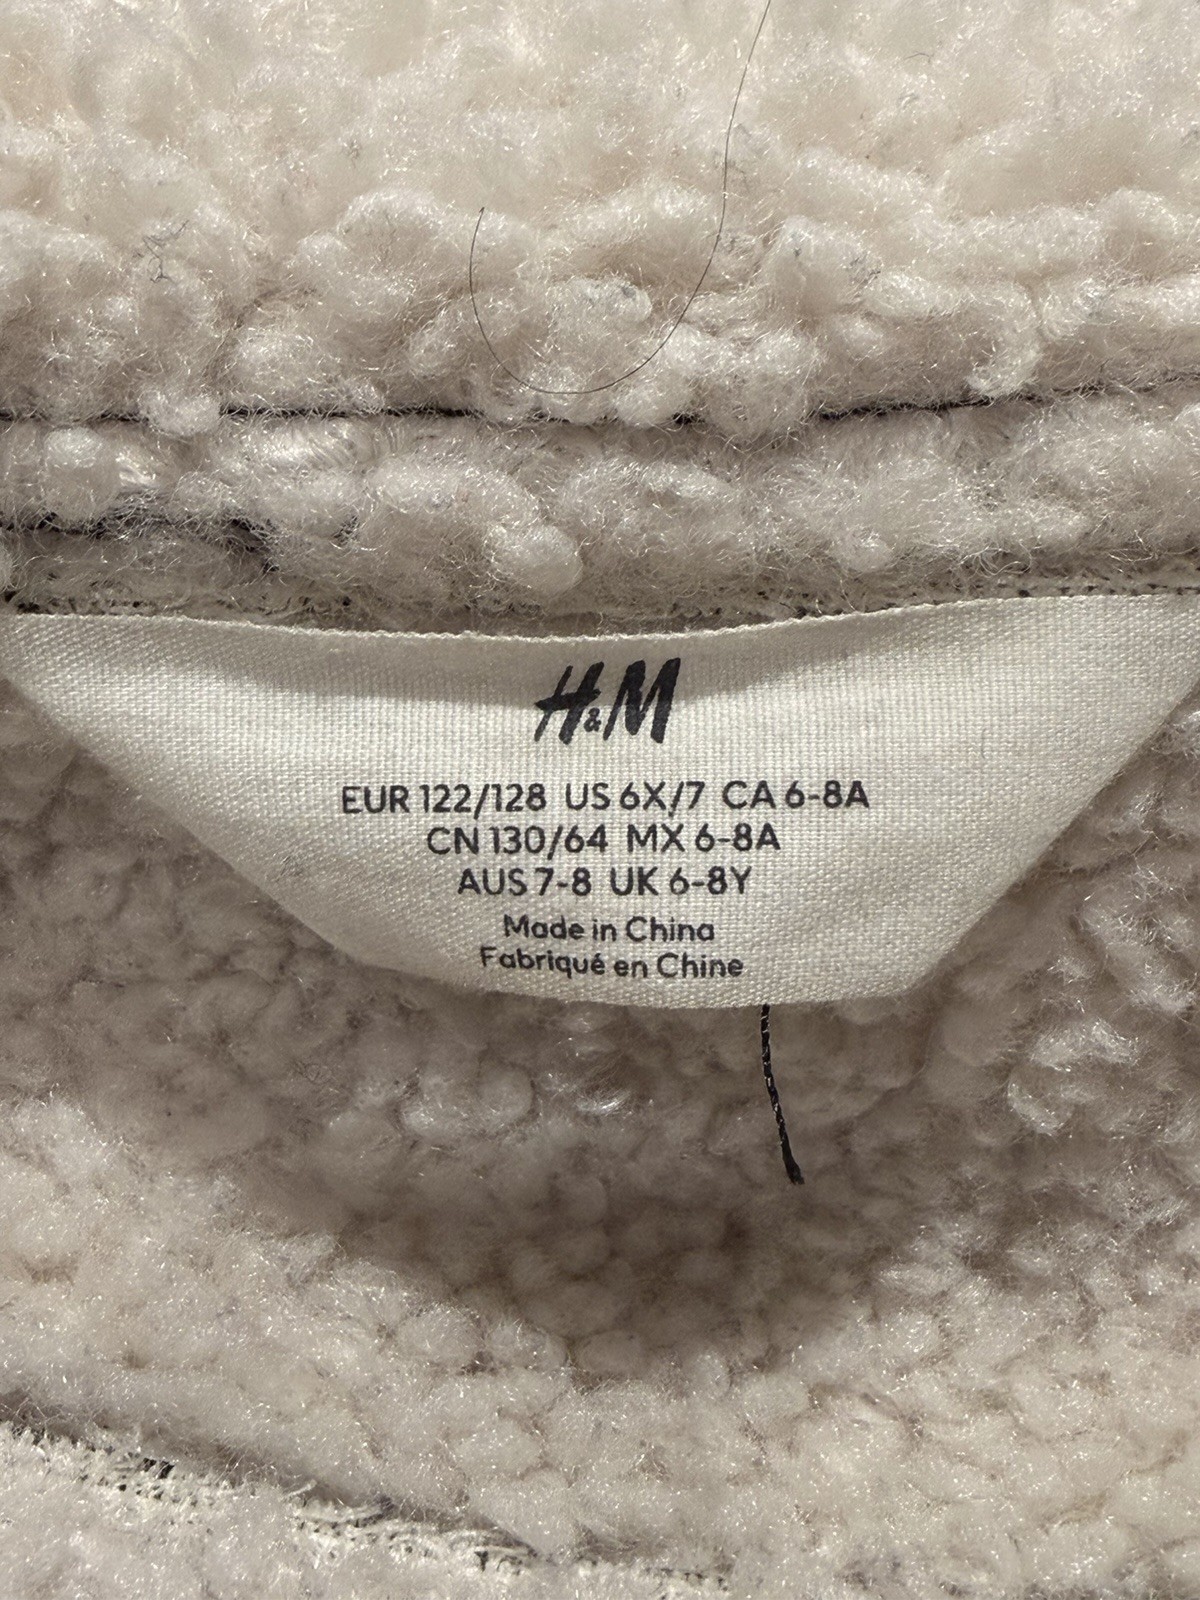 H&M
EUR 122/128 US 6X/7 CA 6-8A
CN 130/64 MX 6-8A
AUS 7-8 UK 6-8Y
Made in China
Fabriqué en Chine